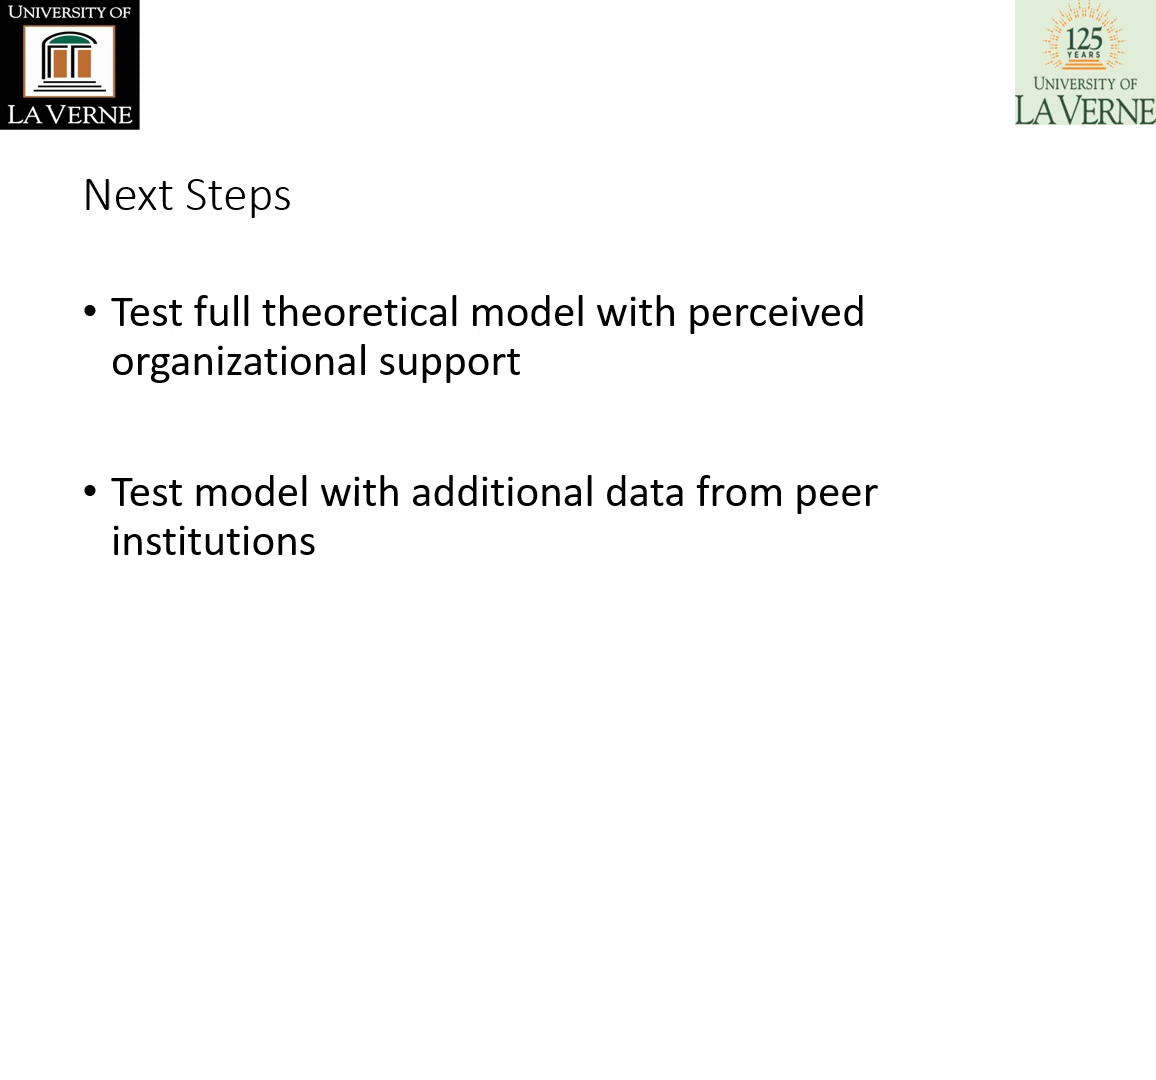 UNIVERSITY OF
LA VERNE
125
YEARS
UNIVERSITY OF
LA VERNE
Next Steps
• Test full theoretical model with perceived
organizational support
• Test model with additional data from peer
institutions